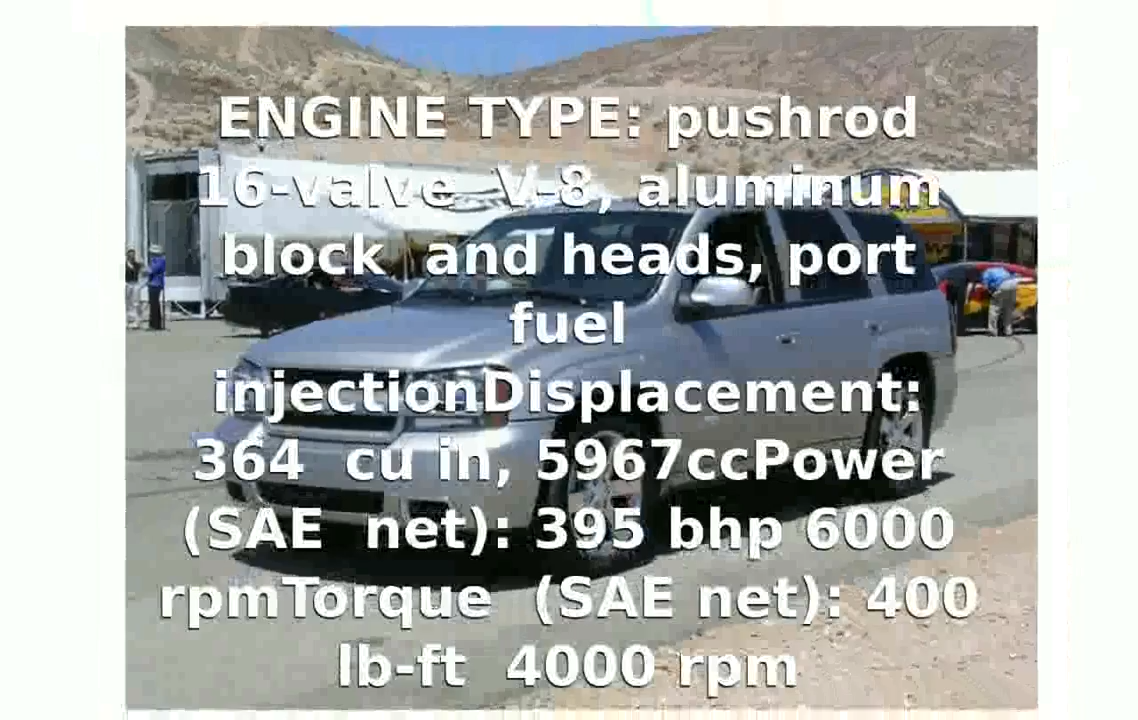 ENGINE TYPE: pushrod
16-valve  V-8, aluminum
block  and heads, port
fuel
injectionDisplacement:
364  cu in, 5967ccPower
(SAE  net): 395 bhp 6000
rpmTorque  (SAE net): 400
lb-ft  4000 rpm